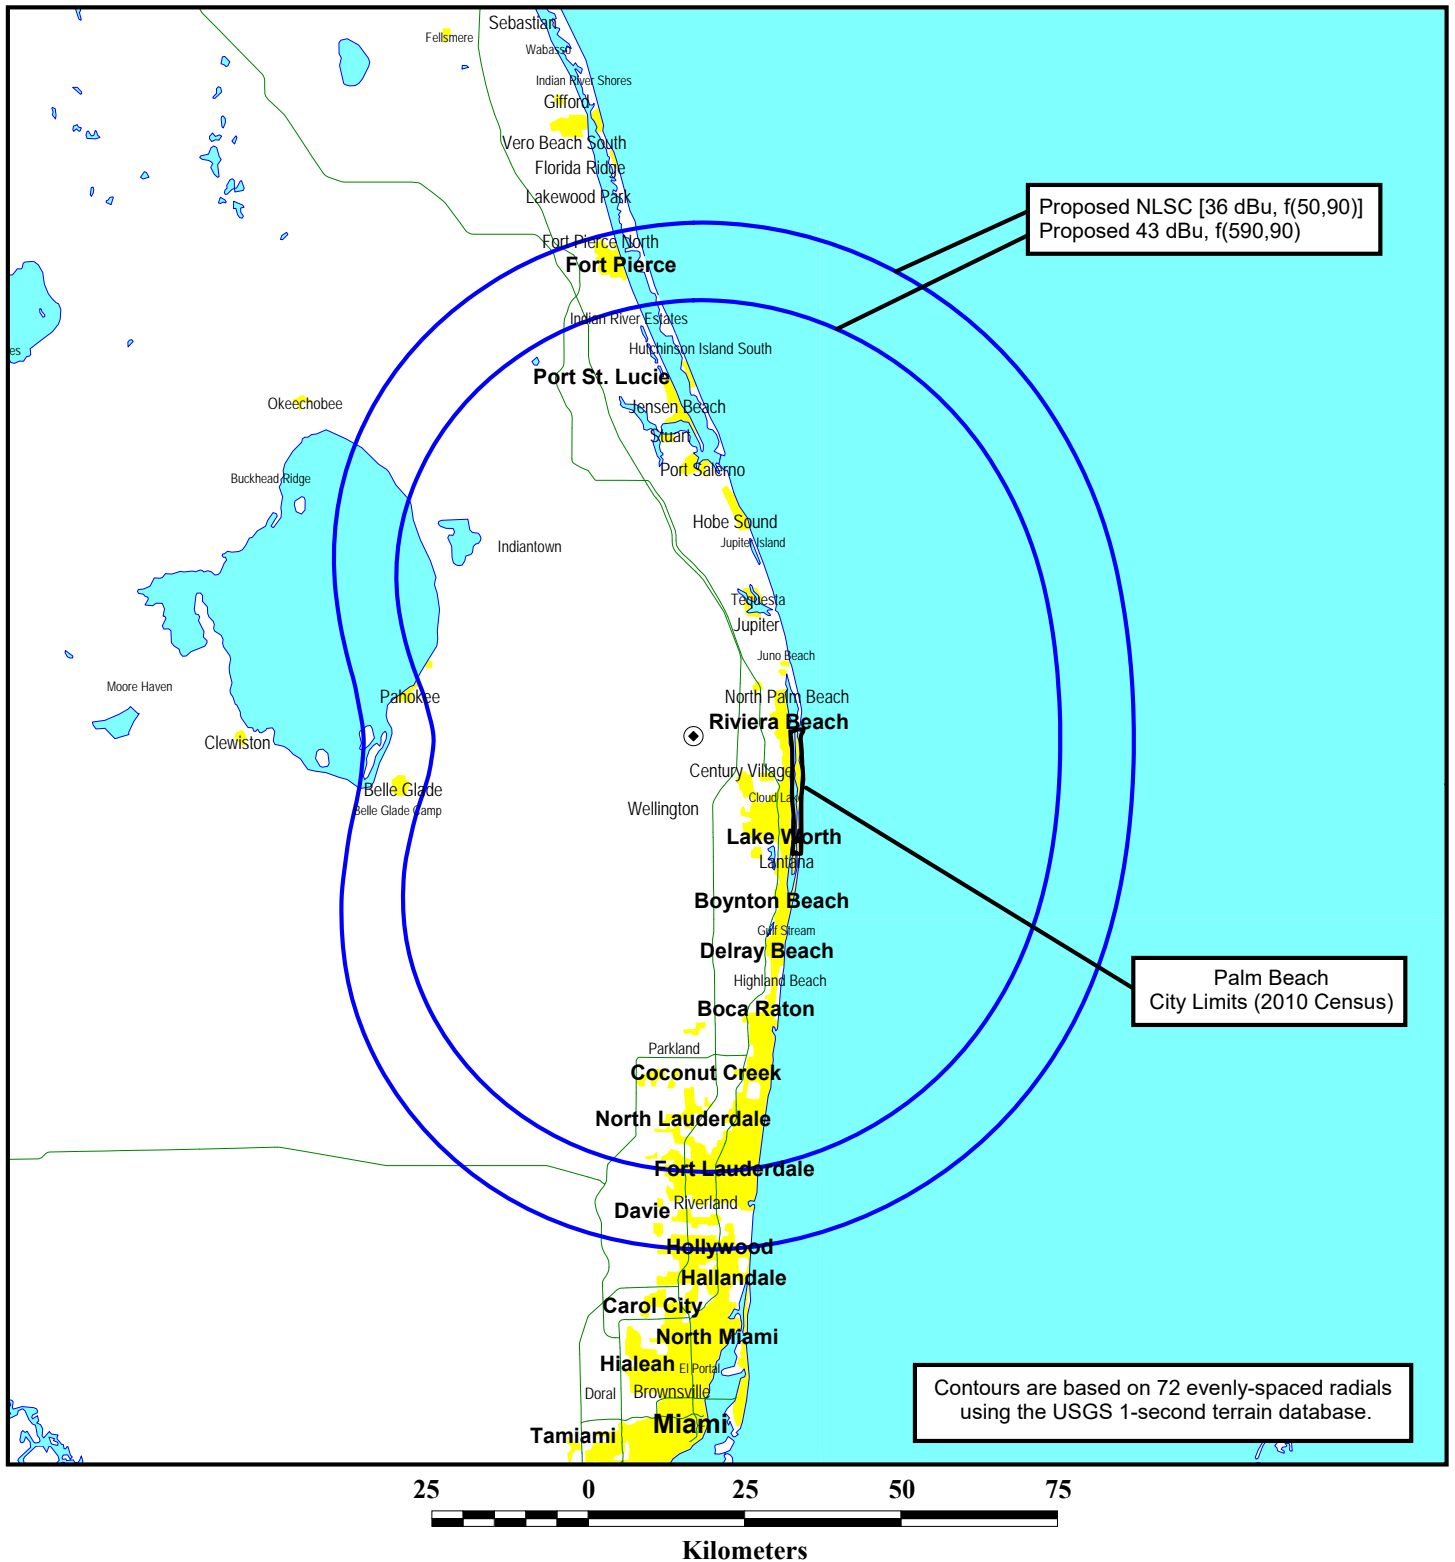 Sebastian
Fellsmere
Wabasso
Indian River Shores
Gifford
Vero Beach South
Florida Ridge
Lakewood Park
Proposed NLSC [36 dBu, f(50,90)]
Proposed 43 dBu, f(590,90)
Fort Pierce North
Fort Pierce
Indian River Estates
Hutchinson Island South
es
Port St. Lucie
Okeechobee
Jensen Beach
Stuart
Port Salerno
Buckhead Ridge
Hobe Sound
Jupiter Island
Indiantown
Tequesta
Jupiter
Juno Beach
Moore Haven
Pahokee
North Palm Beach
Riviera Beach
Clewiston
Century Village
Belle Glade
Cloud Lake
Belle Glade Camp
Wellington
Lake Worth
Lantana
Boynton Beach
Gulf Stream
Delray Beach
Highland Beach
Palm Beach
City Limits (2010 Census)
Boca Raton
Parkland
Coconut Creek
North Lauderdale
Fort Lauderdale
Riverland
Davie
Hollywood
Hallandale
Carol City
North Miami
Hialeah
El Portal
Doral
Brownsville
Miami
Tamiami
Contours are based on 72 evenly-spaced radials
using the USGS 1-second terrain database.
25 0 25 50 75
Kilometers